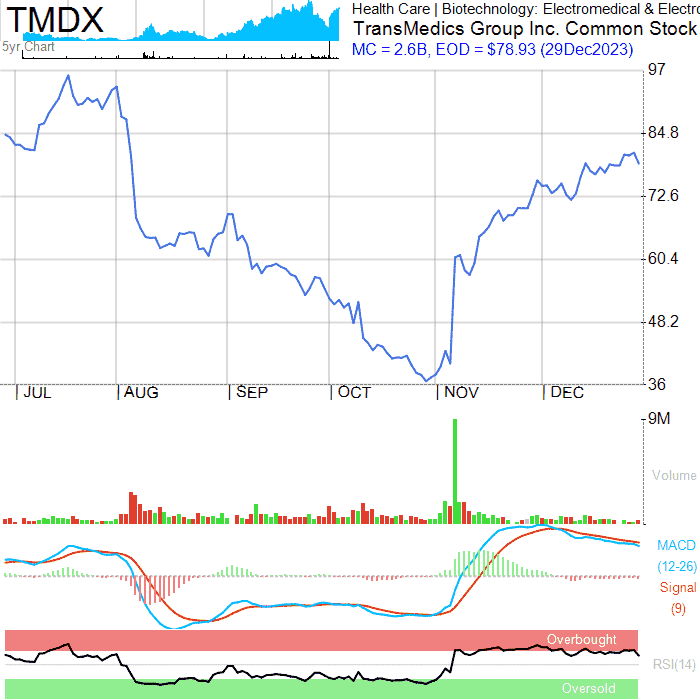 TMDX
5yr Chart
Health Care | Biotechnology: Electromedical & Electro
TransMedics Group Inc. Common Stock
MC = 2.6B, EOD = $78.93 (29Dec2023)
97
84.8
72.6
60.4
48.2
36
| JUL | AUG | SEP | OCT | NOV | DEC
9M
Volume
MACD
(12-26)
Signal
(9)
Overbought
RSI(14)
Oversold